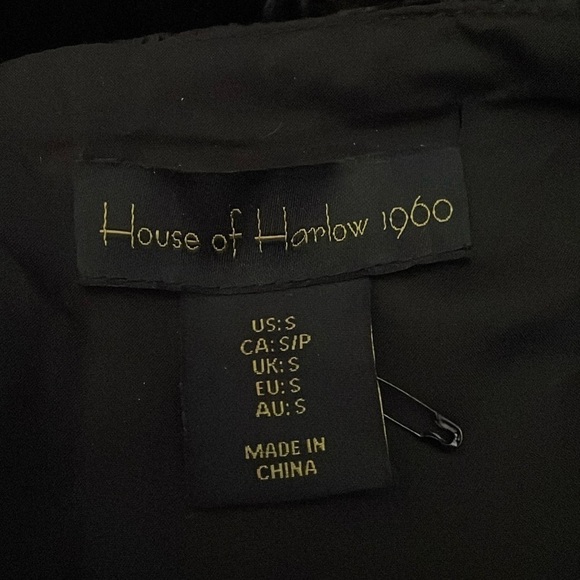 House of Harlow 1960
US: S
CA: S/P
UK: S
EU: S
AU: S
MADE IN
CHINA